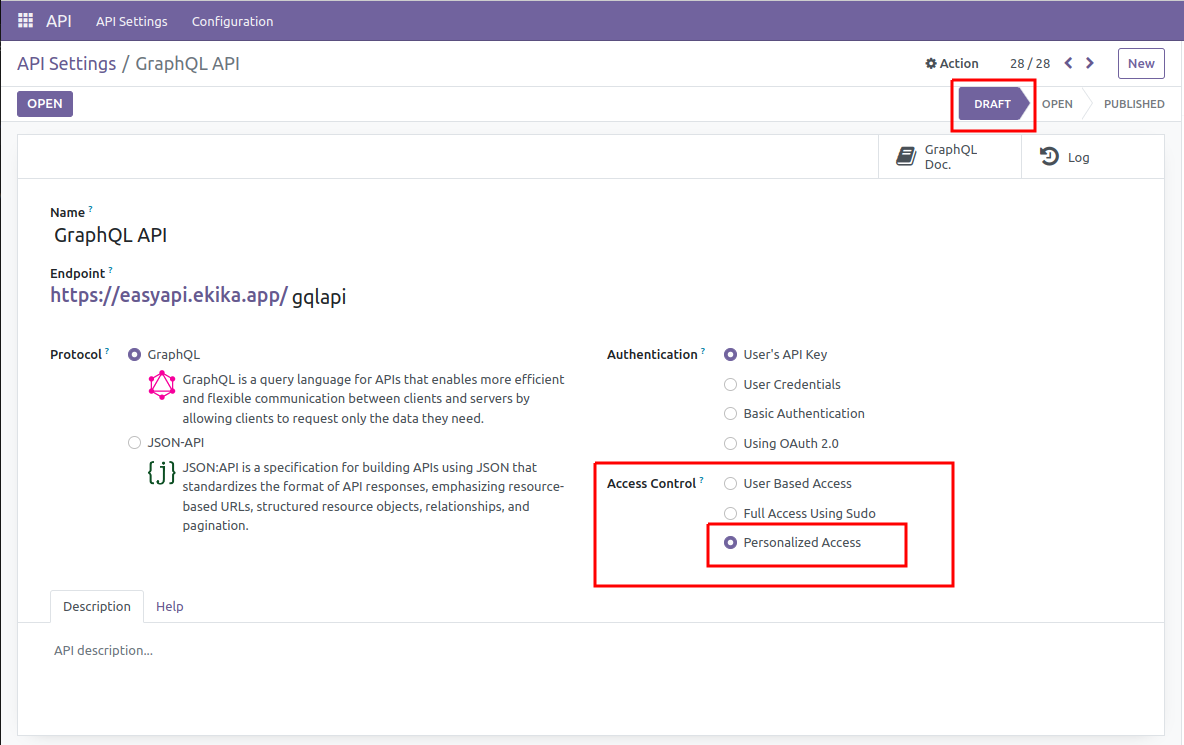 API API Settings Configuration
API Settings / GraphQL API Action 28 / 28 New
OPEN DRAFT OPEN PUBLISHED
GraphQL
Doc.
Log
Name ?
GraphQL API
Endpoint ?
https://easyapi.ekika.app/ gqlapi
Protocol ? GraphQL
GraphQL is a query language for APIs that enables more efficient
and flexible communication between clients and servers by
allowing clients to request only the data they need.
JSON-API
{j} JSON:API is a specification for building APIs using JSON that
standardizes the format of API responses, emphasizing resource-
based URLs, structured resource objects, relationships, and
pagination.
Authentication ? User's API Key
User Credentials
Basic Authentication
Using OAuth 2.0
Access Control ? User Based Access
Full Access Using Sudo
Personalized Access
Description Help
API description...